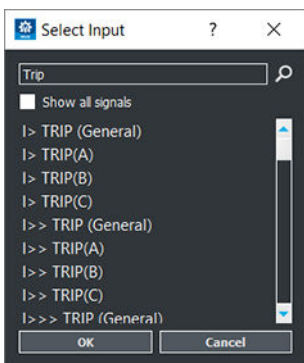 Select Input
?
Trip
Show all signals
I> TRIP (General)
I> TRIP(A)
I> TRIP(B)
I> TRIP(C)
I>> TRIP (General)
I>> TRIP(A)
I>> TRIP(B)
I>> TRIP(C)
I>>> TRIP (General)
OK Cancel